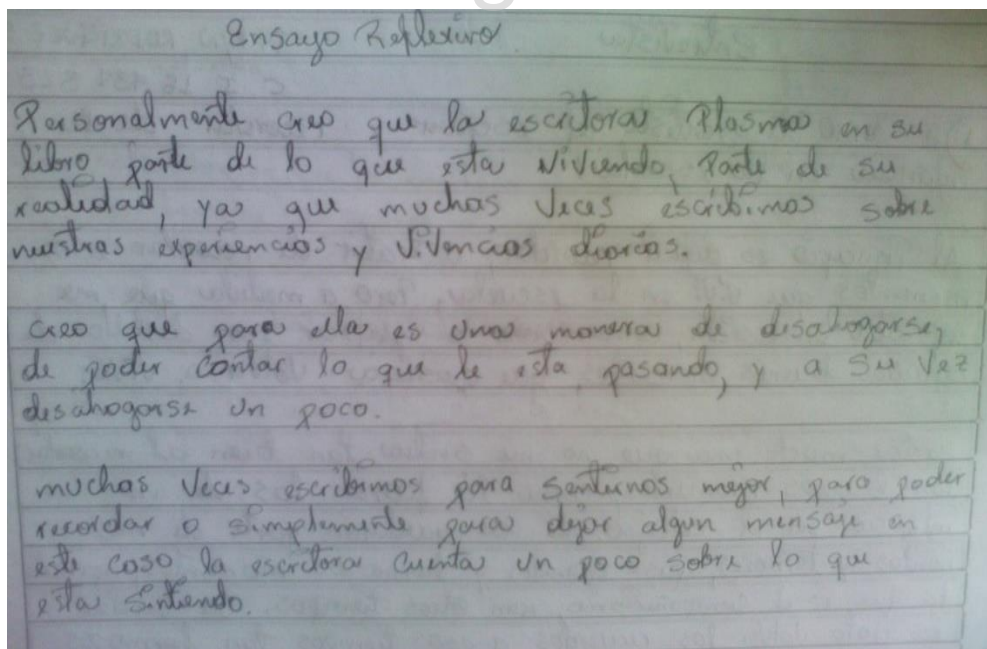 Ensayo Reflexivo
Personalmente creo que la escritora Plasma en su
libro, parte de lo que esta viviendo, Parte de su
realidad, ya que muchas veces escribimos sobre
nuestras experiencias y vivencias diarias.
creo que para ella es una manera de desahogarse,
de poder contar lo que le esta pasando, y a su vez
desahogarse un poco.
muchas veces escribimos para sentirnos mejor, para poder
recordar o simplemente para dejar algun mensaje en
este caso la escritora cuenta un poco sobre lo que
esta sintiendo.